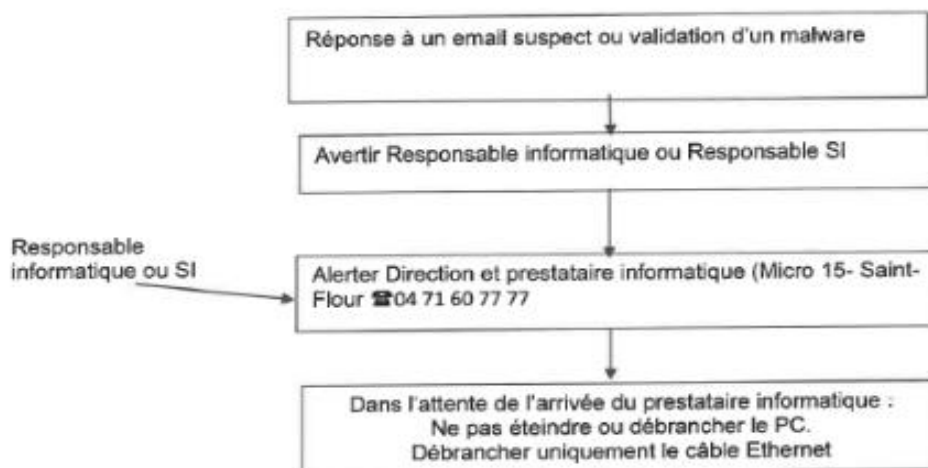 Réponse à un email suspect ou validation d'un malware
Avertir Responsable informatique ou Responsable SI
Responsable
informatique ou SI
Alerter Direction et prestataire informatique (Micro 15- Saint-
Flour ☎04 71 60 77 77
Dans l'attente de l'arrivée du prestataire informatique :
Ne pas éteindre ou débrancher le PC.
Débrancher uniquement le câble Ethernet